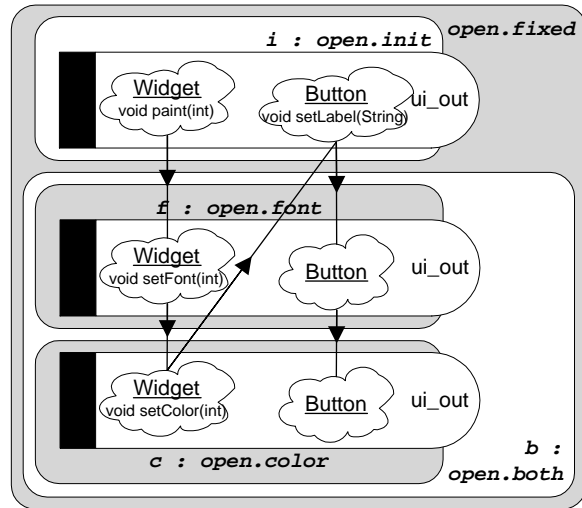 open.fixed
i : open.init
Widget
void paint(int)
Button
void setLabel(String)
ui_out
f : open.font
Widget
void setFont(int)
Button
ui_out
Widget
void setColor(int)
Button
ui_out
c : open.color
b :
open.both